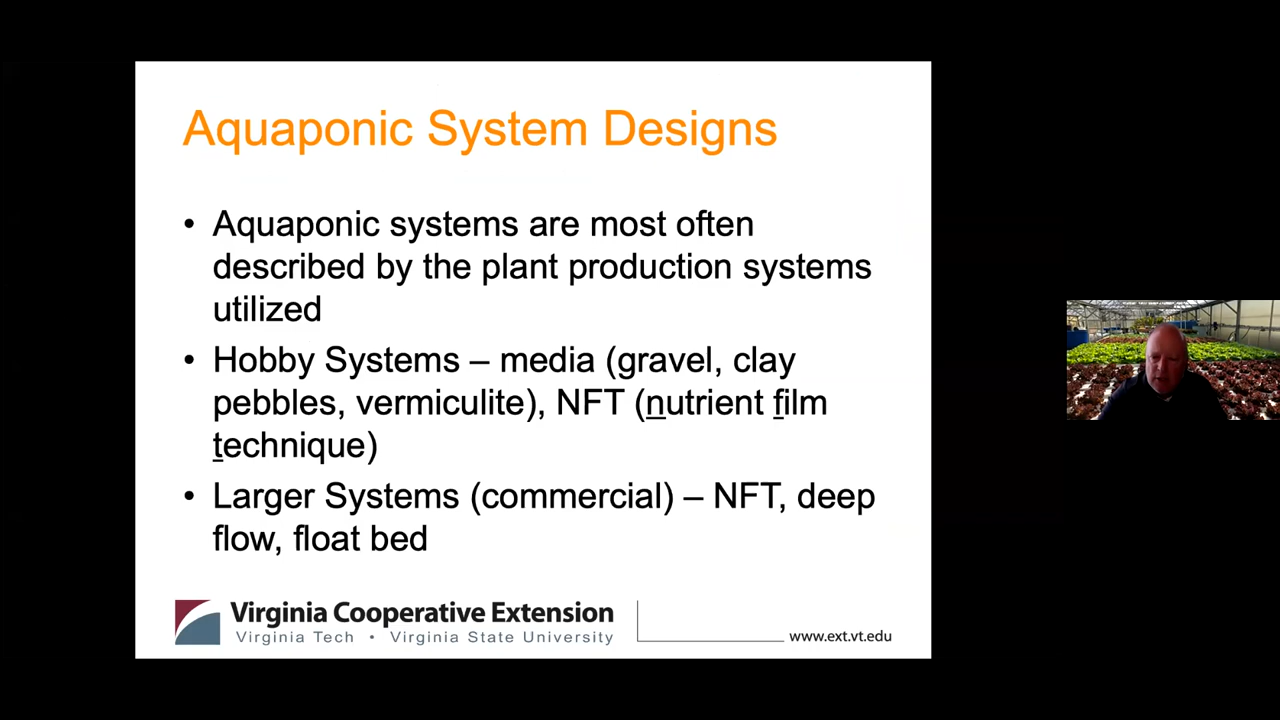 Aquaponic System Designs
• Aquaponic systems are most often
described by the plant production systems
utilized
• Hobby Systems – media (gravel, clay
pebbles, vermiculite), NFT (nutrient film
technique)
• Larger Systems (commercial) – NFT, deep
flow, float bed
Virginia Cooperative Extension
Virginia Tech • Virginia State University
www.ext.vt.edu